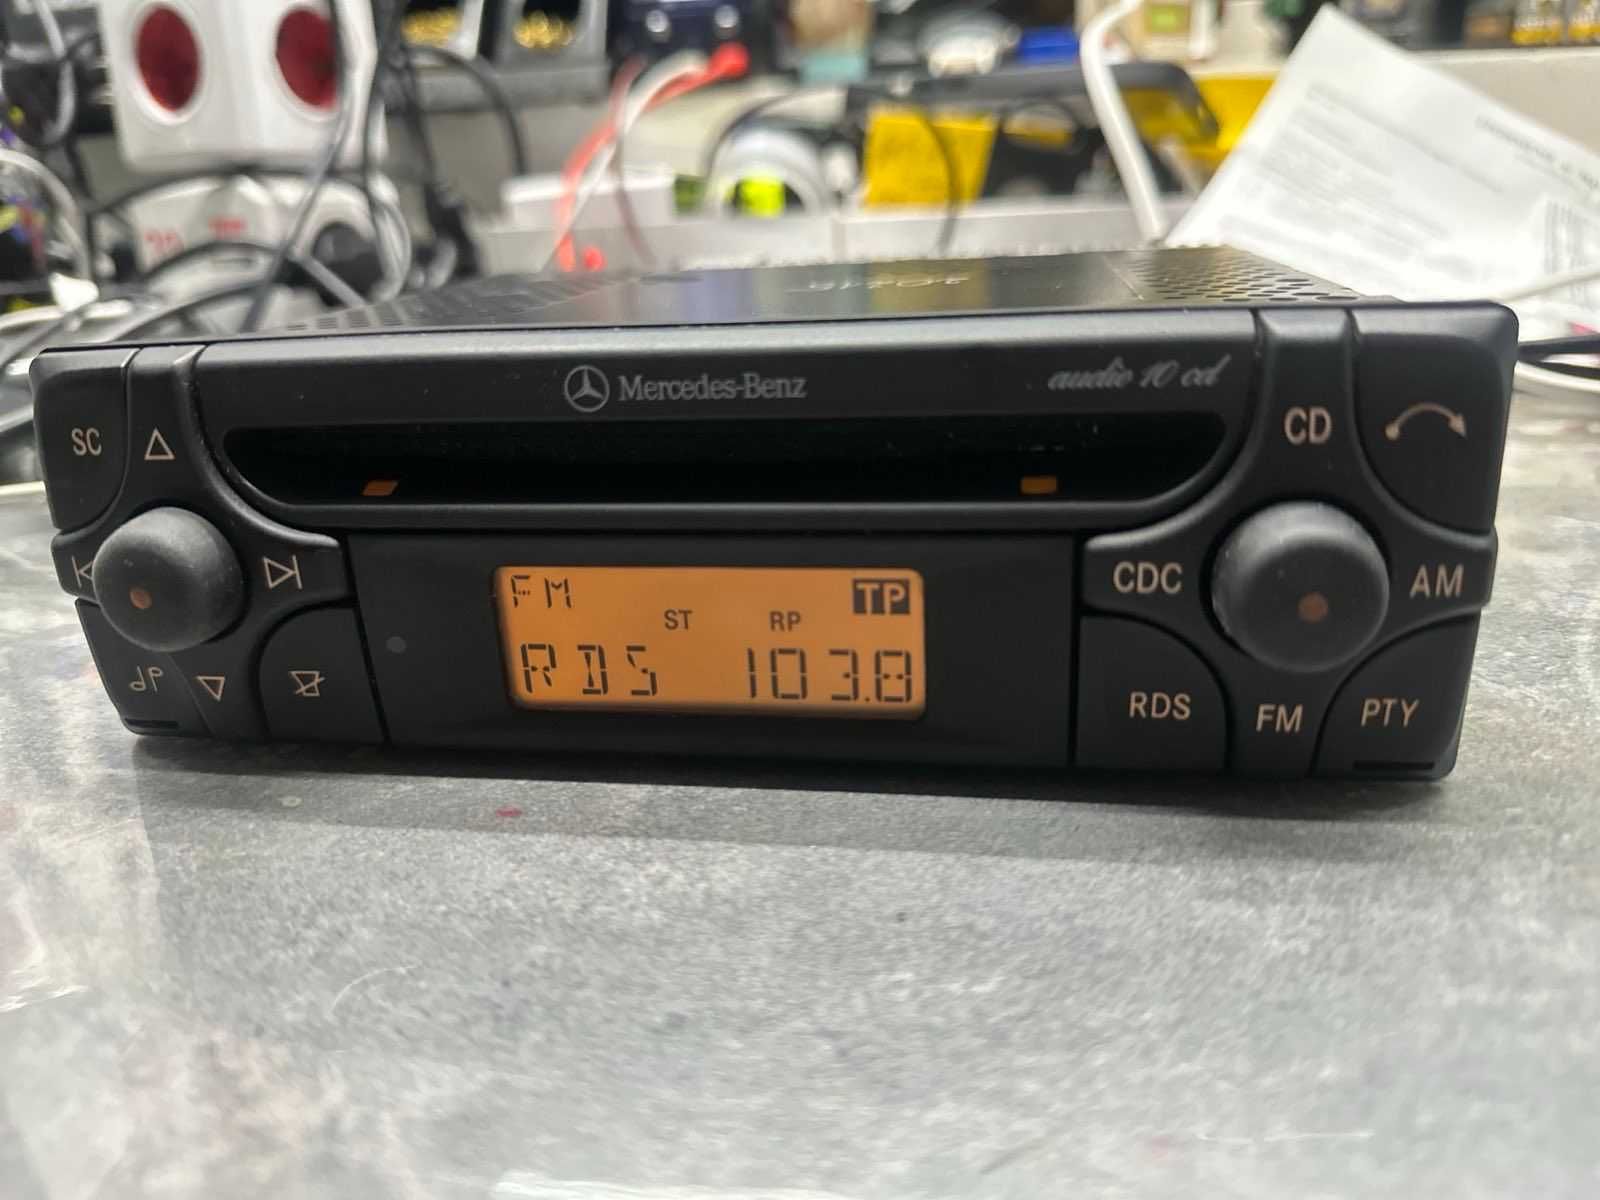 Mercedes-Benz
audio 10 cd
SC
CD
CDC
AM
FM
TP
ST RP
RDS 103.8
RDS
FM
PTY